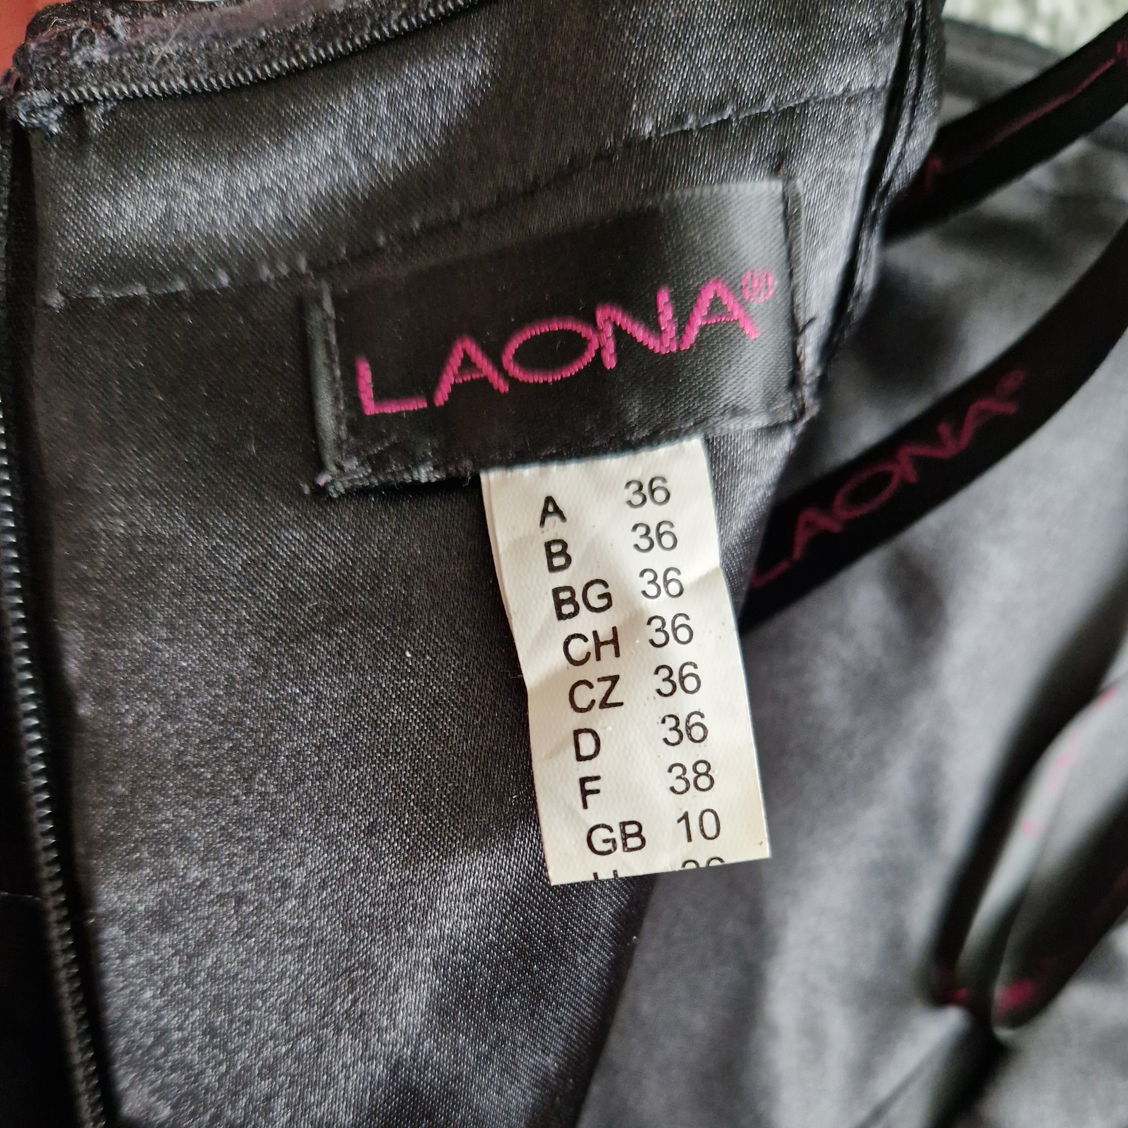 LAONA®
LAONA®
A 36
B 36
BG 36
CH 36
CZ 36
D 36
F 38
GB 10